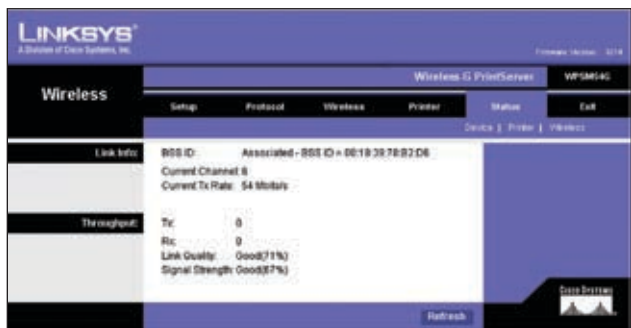 LINKSYS
A Division of Cisco Systems, Inc.
Firmware Version:
Wireless-G PrintServer WPSM54G
Wireless
Setup Protocol Wireless Printer Status Exit
Device | Printer | Wireless
Link Info:
BSS ID: Associated - BSS ID = 00:18:39:78:B2:D6
Current Channel: 6
Current Tx Rate: 54 Mbits/s
Throughput:
Tx: 0
Rx: 0
Link Quality: Good(71%)
Signal Strength: Good(67%)
CISCO SYSTEMS
Refresh